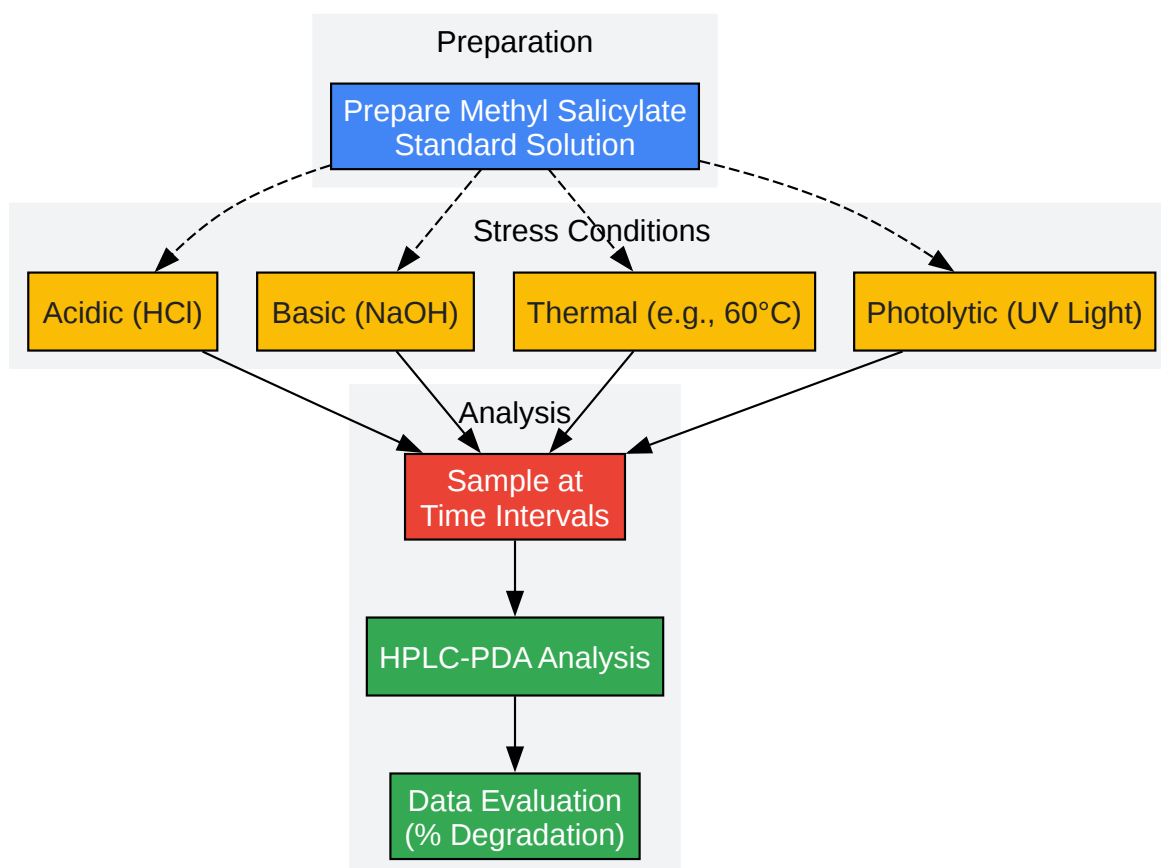 Preparation
Prepare Methyl Salicylate
Standard Solution
Stress Conditions
Acidic (HCl)
Basic (NaOH)
Thermal (e.g., 60°C)
Photolytic (UV Light)
Analysis
Sample at
Time Intervals
HPLC-PDA Analysis
Data Evaluation
(% Degradation)